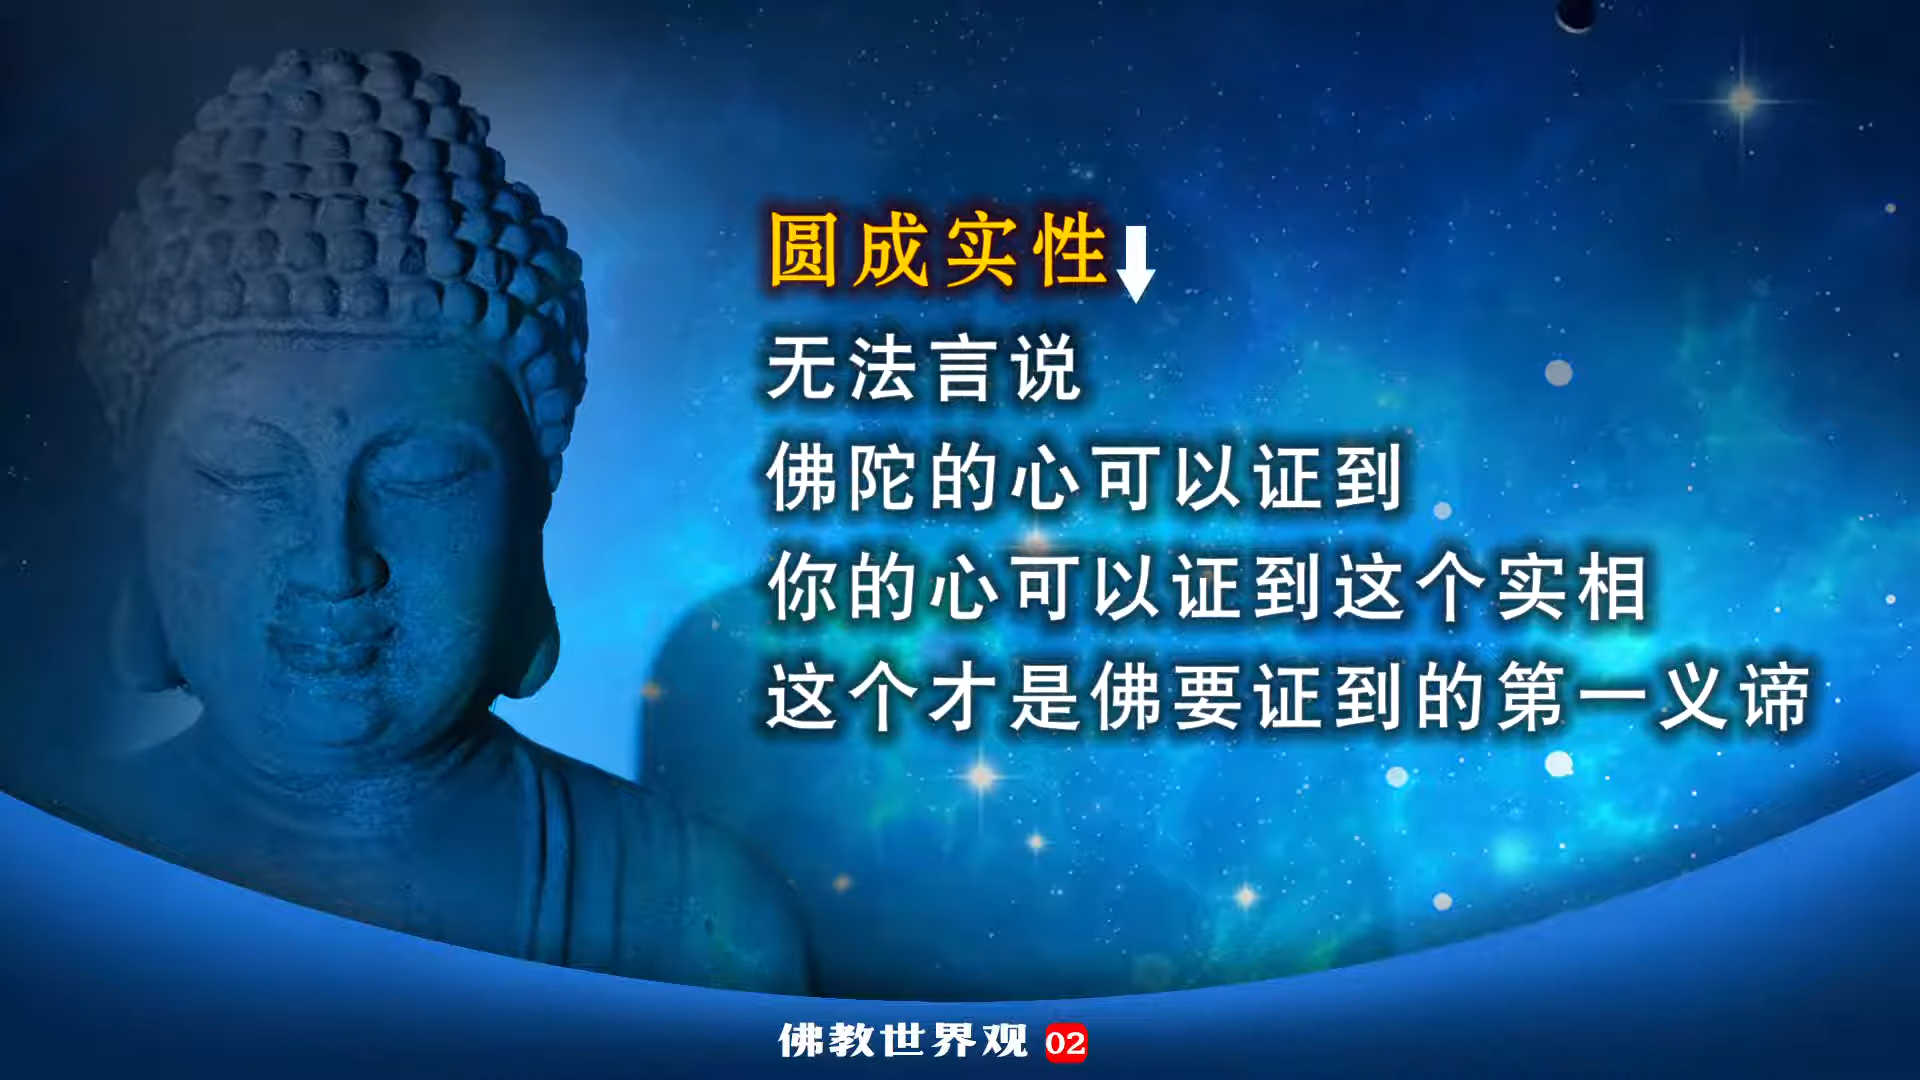 圆成实性
无法言说
佛陀的心可以证到
你的心可以证到这个实相
这个才是佛要证到的第一义谛
佛教世界观 02